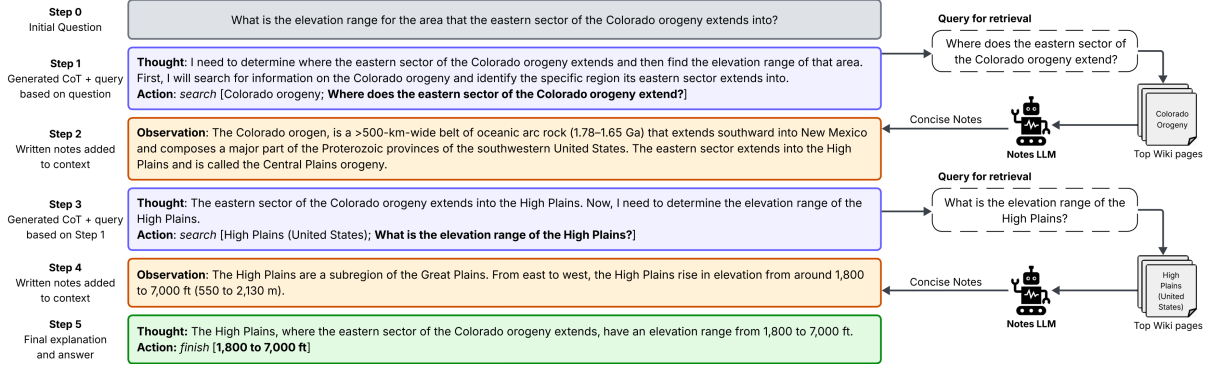 Step 0
Initial Question
What is the elevation range for the area that the eastern sector of the Colorado orogeny extends into?
Step 1
Generated CoT + query
based on question
Thought: I need to determine where the eastern sector of the Colorado orogeny extends and then find the elevation range of that area.
First, I will search for information on the Colorado orogeny and identify the specific region its eastern sector extends into.
Action: search [Colorado orogeny; Where does the eastern sector of the Colorado orogeny extend?]
Query for retrieval
Where does the eastern sector of
the Colorado orogeny extend?
Colorado
Orogeny
Top Wiki pages
Notes LLM
Concise Notes
Step 2
Written notes added
to context
Observation: The Colorado orogen, is a >500-km-wide belt of oceanic arc rock (1.78–1.65 Ga) that extends southward into New Mexico
and composes a major part of the Proterozoic provinces of the southwestern United States. The eastern sector extends into the High
Plains and is called the Central Plains orogeny.
Step 3
Generated CoT + query
based on Step 1
Thought: The eastern sector of the Colorado orogeny extends into the High Plains. Now, I need to determine the elevation range of the
High Plains.
Action: search [High Plains (United States); What is the elevation range of the High Plains?]
Query for retrieval
What is the elevation range of the
High Plains?
High
Plains
(United
States)
Top Wiki pages
Notes LLM
Concise Notes
Step 4
Written notes added
to context
Observation: The High Plains are a subregion of the Great Plains. From east to west, the High Plains rise in elevation from around 1,800
to 7,000 ft (550 to 2,130 m).
Step 5
Final explanation
and answer
Thought: The High Plains, where the eastern sector of the Colorado orogeny extends, have an elevation range from 1,800 to 7,000 ft.
Action: finish [1,800 to 7,000 ft]